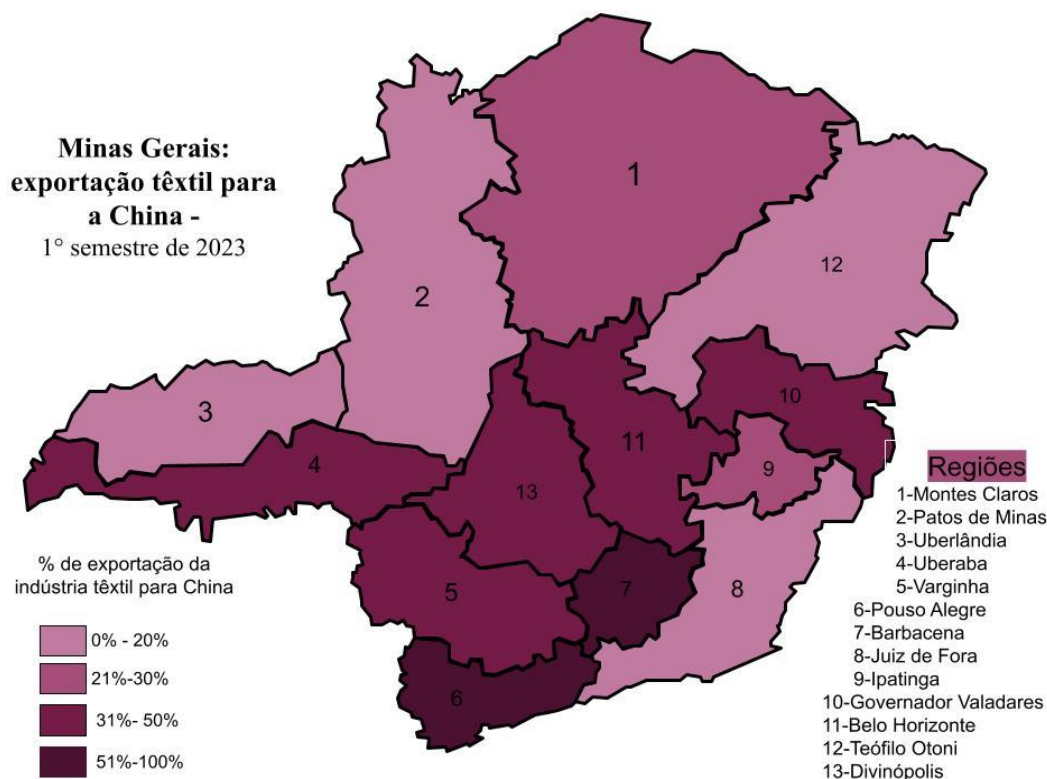 Minas Gerais:
exportação têxtil para
a China -
1° semestre de 2023
1
2
3
4
5
6
7
8
9
10
11
12
13
% de exportação da
indústria têxtil para China
0% - 20%
21%-30%
31%- 50%
51%-100%
Regiões
1-Montes Claros
2-Patos de Minas
3-Uberlândia
4-Uberaba
5-Varginha
6-Pouso Alegre
7-Barbacena
8-Juiz de Fora
9-Ipatinga
10-Governador Valadares
11-Belo Horizonte
12-Teófilo Otoni
13-Divinópolis